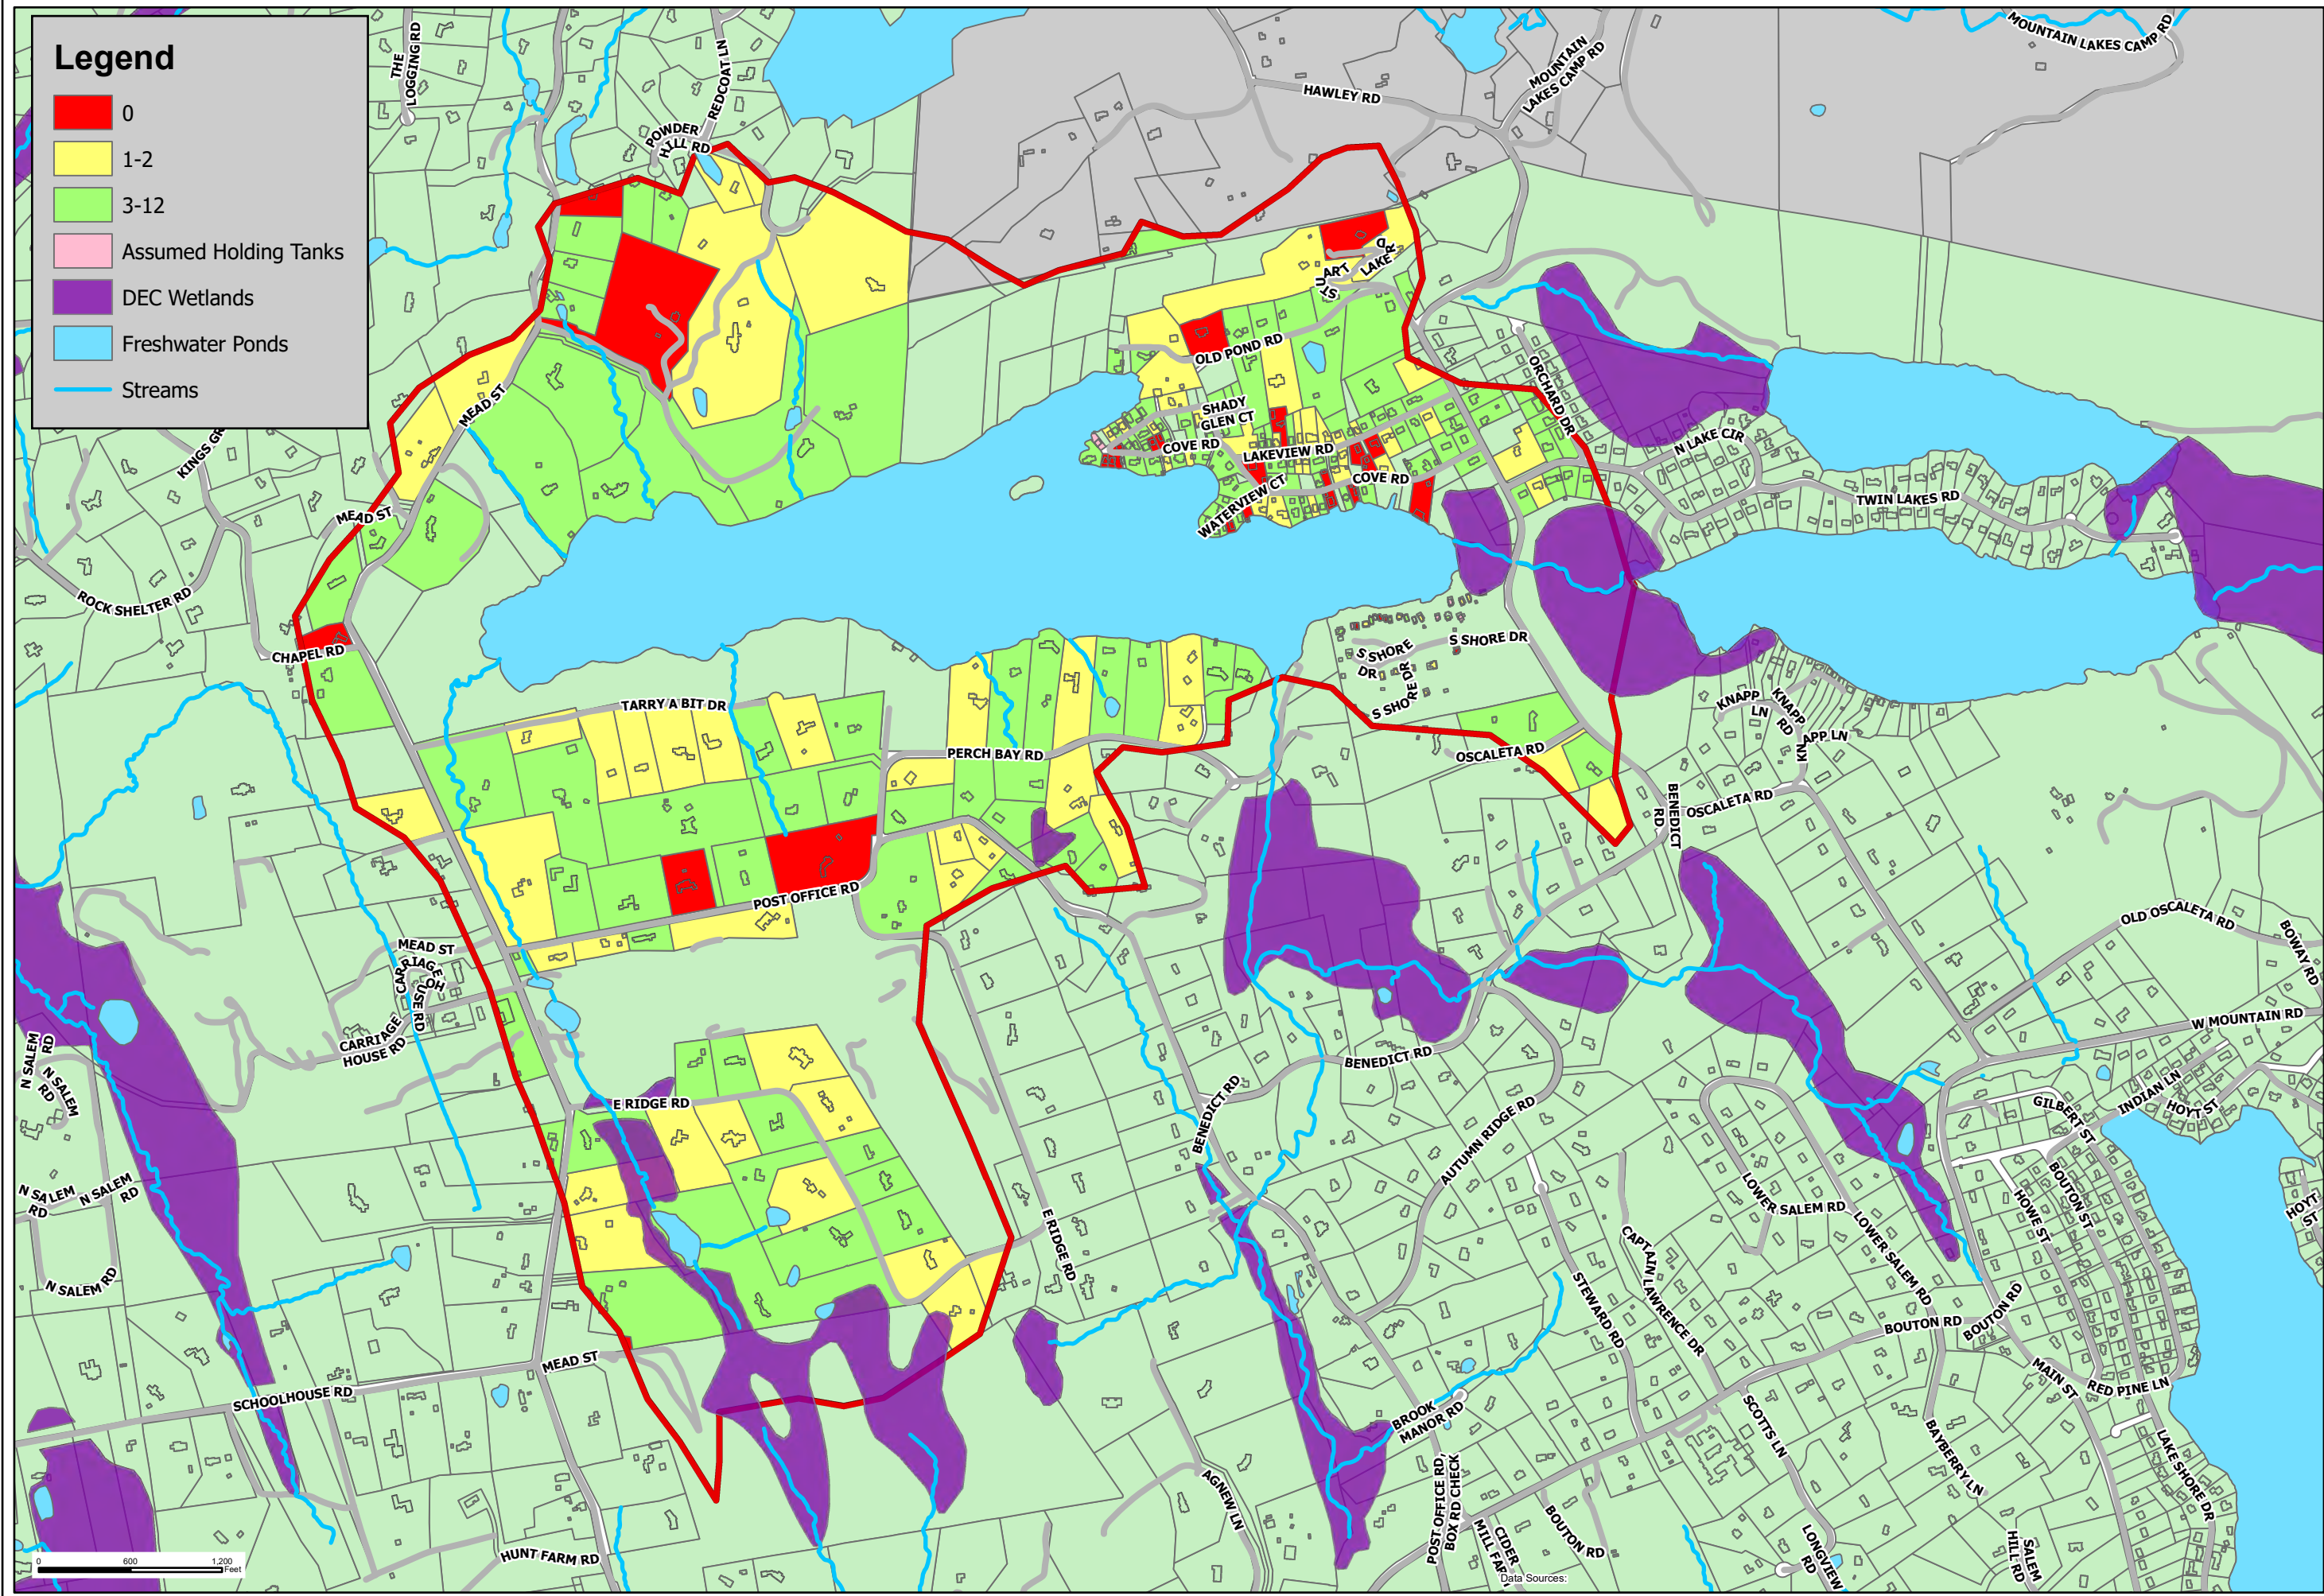 Legend
0
1-2
3-12
Assumed Holding Tanks
DEC Wetlands
Freshwater Ponds
Streams
THE
LOGGING RD
REDCOAT LN
POWDER
HILL RD
HAWLEY RD
MOUNTAIN
LAKES CAMP RD
MOUNTAIN LAKES CAMP RD
STUART
LAKE RD
OLD POND RD
ORCHARD DR
MEAD ST
SHADY
GLEN CT
COVE RD
LAKEVIEW RD
COVE RD
WATERVIEW CT
N LAKE CIR
TWIN LAKES RD
KINGS GR
MEAD ST
ROCK SHELTER RD
CHAPEL RD
S SHORE DR
S SHORE
DR
S SHORE DR
TARRY A BIT DR
PERCH BAY RD
OSCALETA RD
KNAPP
LN
KNAPP
RD
KNAPP LN
OSCALETA RD
BENEDICT
RD
POST OFFICE RD
OLD OSCALETA RD
BOWAY RD
W MOUNTAIN RD
MEAD ST
CARRIAGE
HOUSE RD
CARRIAGE
HOUSE RD
N SALEM
RD
N SALEM
RD
E RIDGE RD
BENEDICT RD
BENEDICT RD
AUTUMN RIDGE RD
GILBERT ST
INDIAN LN
HOYT ST
HOYT
ST
BOUTON ST
HOWE ST
LOWER SALEM RD
LOWER SALEM RD
N SALEM
RD
N SALEM
RD
N SALEM RD
E RIDGE RD
CAPTAIN LAWRENCE DR
STEWARD RD
BOUTON RD
BOUTON RD
MEAD ST
SCHOOLHOUSE RD
MAIN ST
RED PINE LN
BROOK
MANOR RD
SCOTTS LN
BAYBERRY LN
LAKE SHORE DR
AGNEW LN
POST OFFICE RD
BOX RD CHECK
CIDER
MILL FARM
BOUTON RD
LONGVIEW
RD
SALEM
HILL RD
HUNT FARM RD
0 600 1,200
Feet
Data Sources: